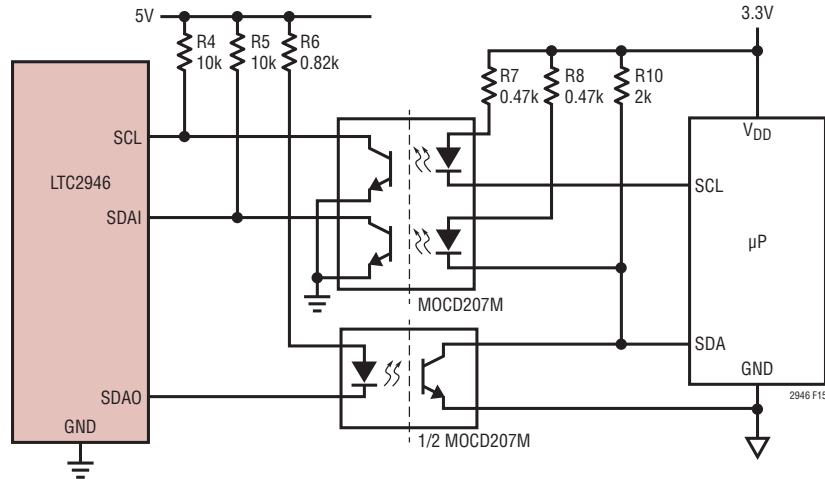 5V
R4
10k
R5
10k
R6
0.82k
3.3V
R7
0.47k
R8
0.47k
R10
2k
SCL
LTC2946
SDAI
SDAO
GND
MOCD207M
1/2 MOCD207M
VDD
SCL
µP
SDA
GND
2946 F15